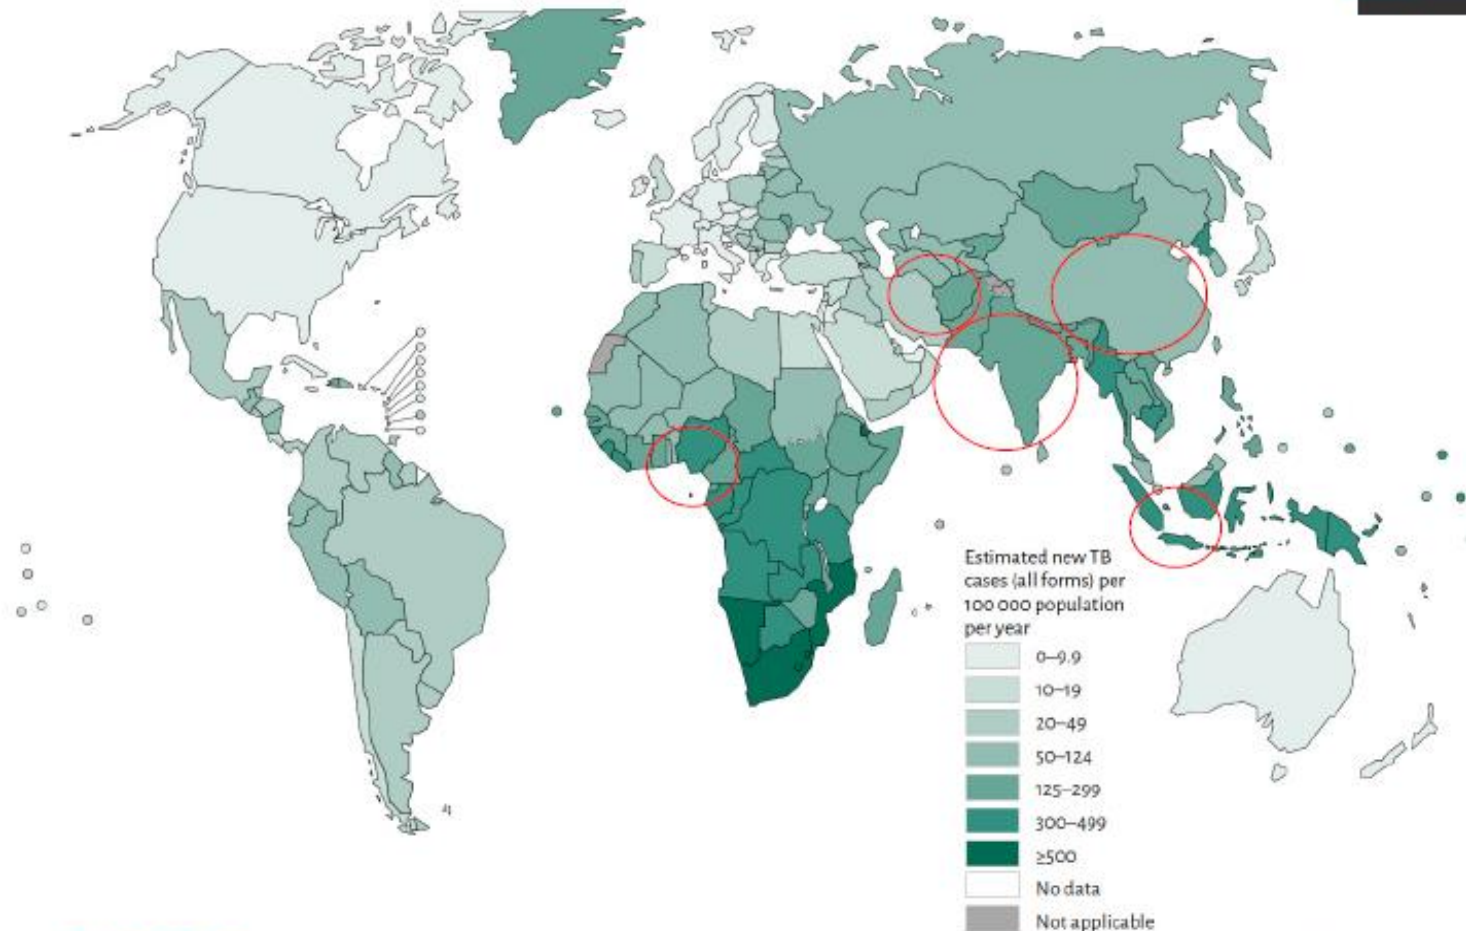 Estimated new TB
cases (all forms) per
100 000 population
per year
0–9.9
10–19
20–49
50–124
125–299
300–499
≥500
No data
Not applicable